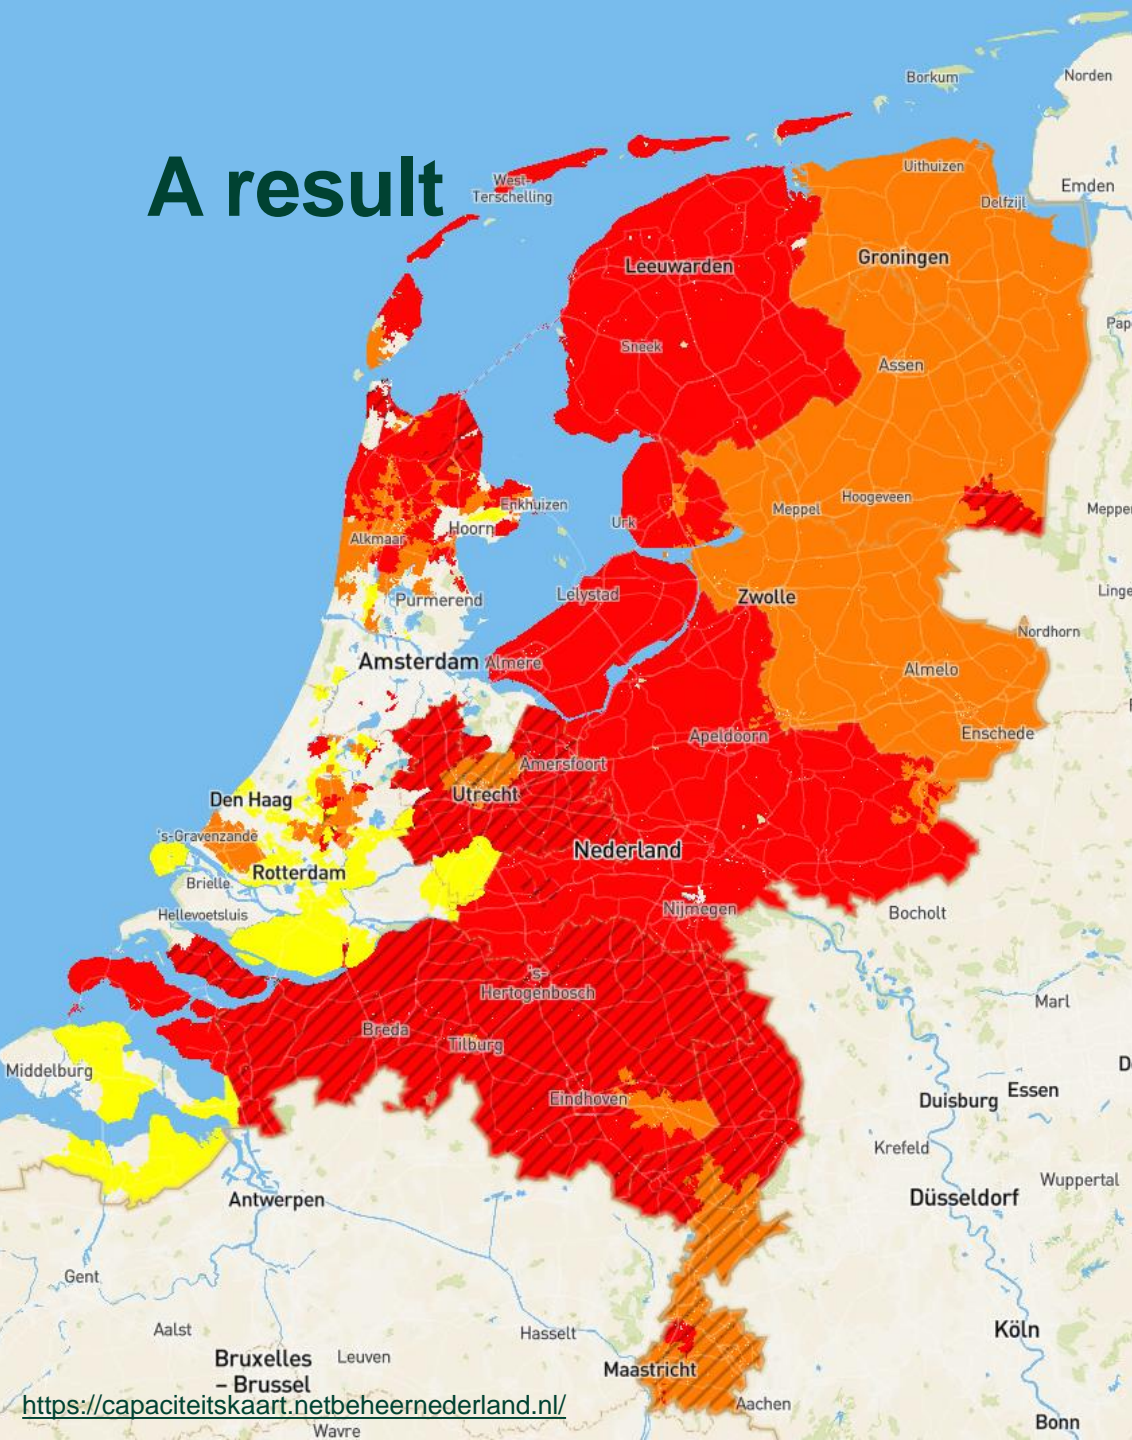 Borkum
Norden
A result
Uithuizen
West-
Terschelling
Emden
Delfzijl
Groningen
Leeuwarden
Pap
Sneek
Assen
Enkhuizen
Meppel
Hoogeveen
Meppe
Urk
Hoorn
Alkmaar
Lelystad
Zwolle
Linge
Purmerend
Nordhorn
Amsterdam
Almere
Almelo
Apeldoorn
Enschede
Amersfoort
Den Haag
Utrecht
's-Gravenzande
Nederland
Rotterdam
Brielle
Nijmegen
Hellevoetsluis
Bocholt
's-
Hertogenbosch
Marl
Breda
Tilburg
Middelburg
D
Eindhoven
Duisburg
Essen
Krefeld
Wuppertal
Antwerpen
Düsseldorf
Gent
Aalst
Hasselt
Köln
Bruxelles
– Brussel
Leuven
Maastricht
https://capaciteitskaart.netbeheernederland.nl/
Aachen
Wavre
Bonn